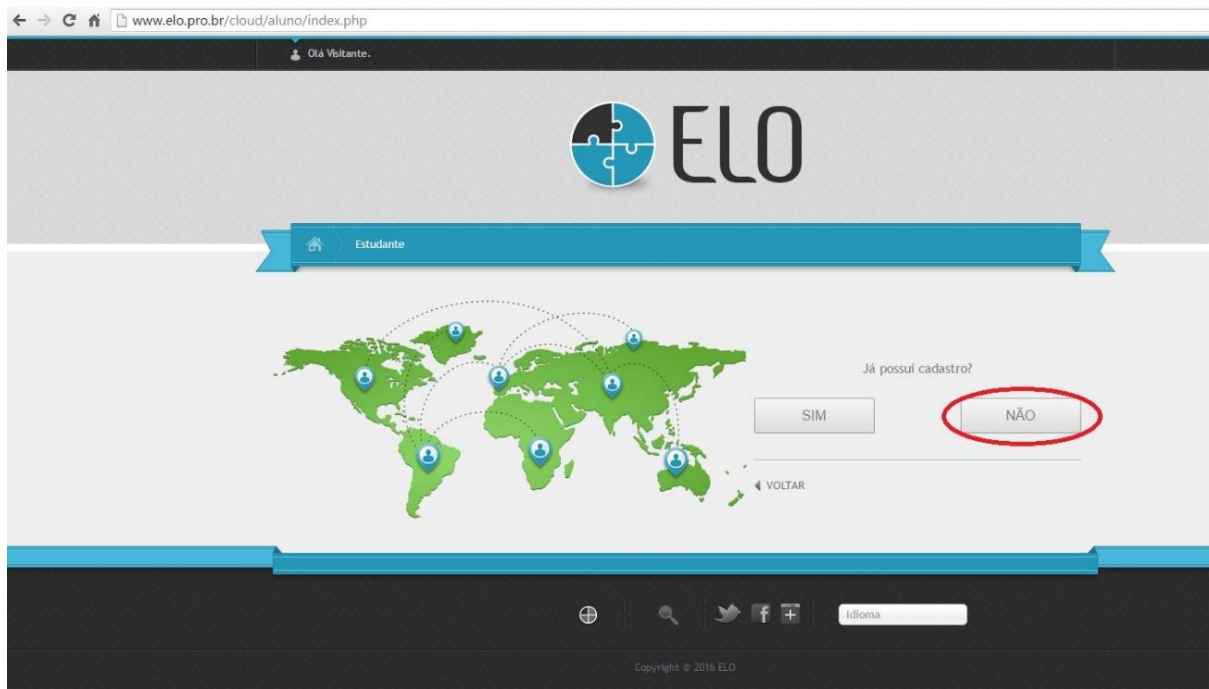 www.elo.pro.br/cloud/aluno/index.php
Olá Visitante.
ELO
Estudante
Já possui cadastro?
SIM NÃO
VOLTAR
Idioma
Copyright © 2016 ELO